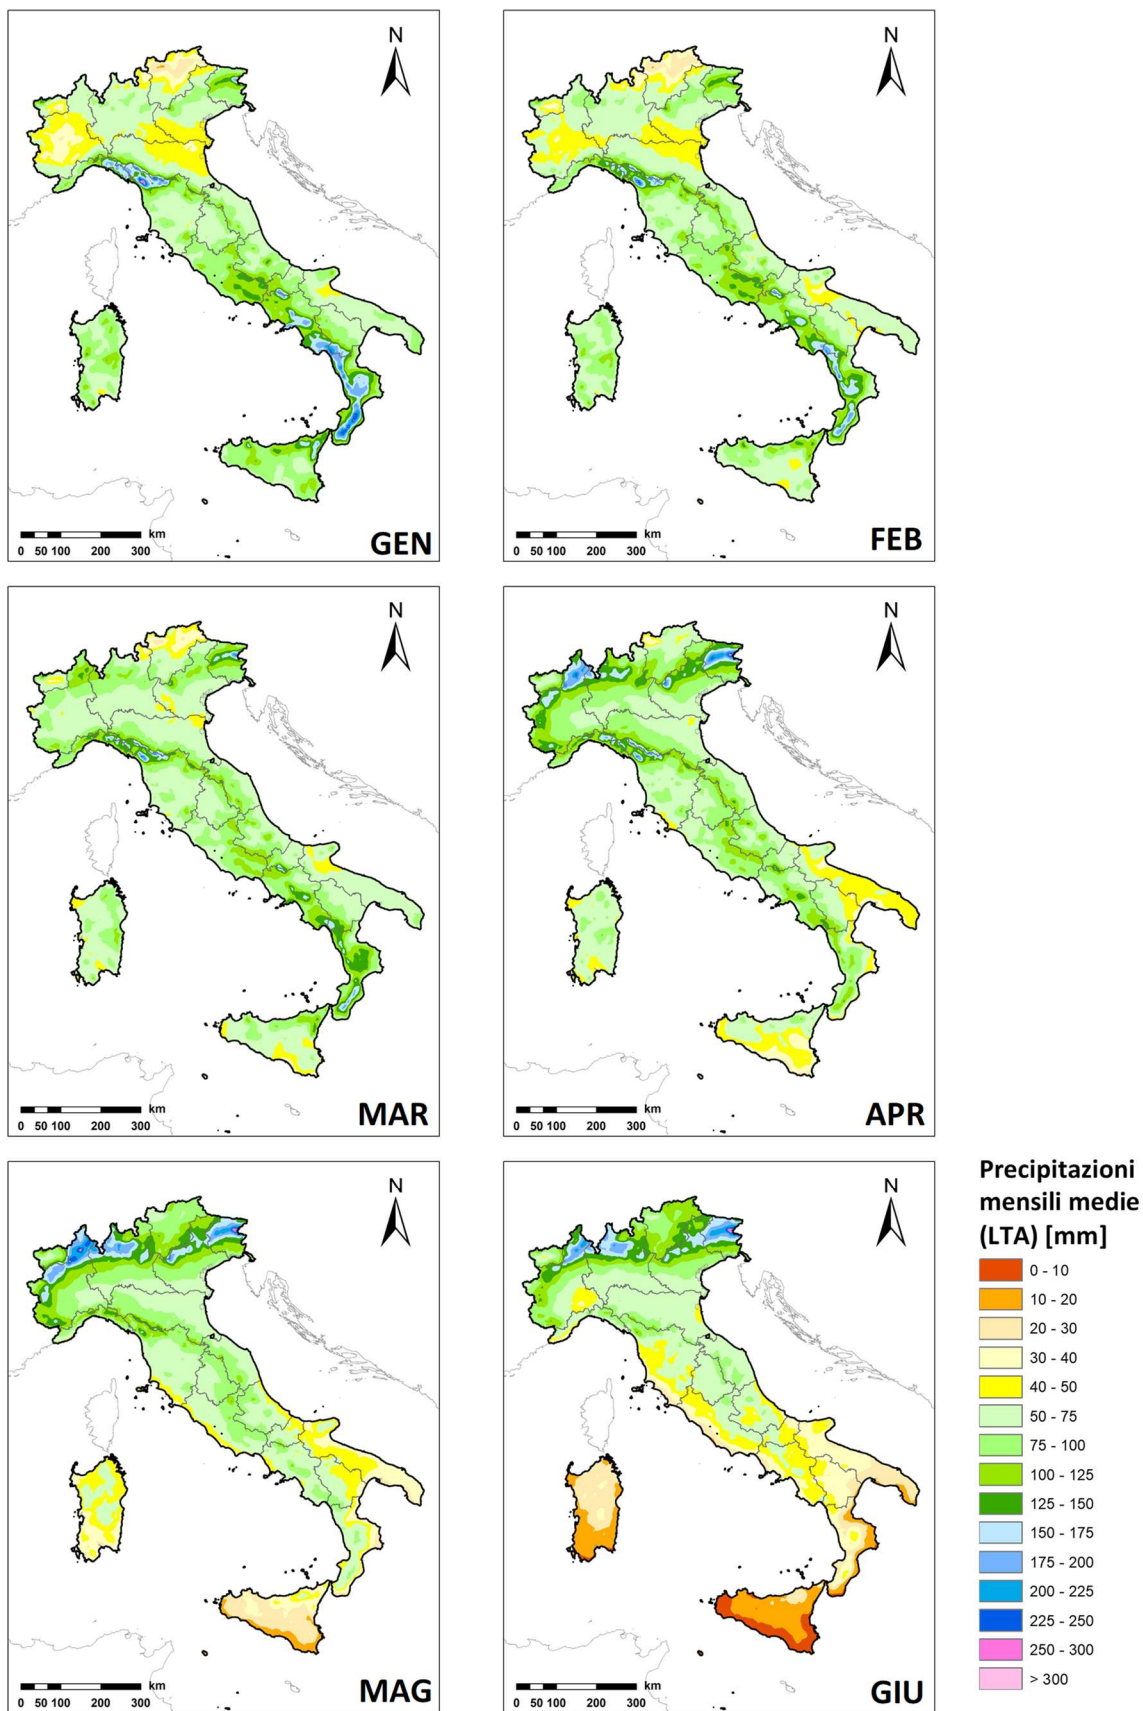 N
km
0 50 100 200 300
GEN
N
km
0 50 100 200 300
FEB
N
km
0 50 100 200 300
MAR
N
km
0 50 100 200 300
APR
N
km
0 50 100 200 300
MAG
N
km
0 50 100 200 300
GIU
Precipitazioni
mensili medie
(LTA) [mm]
0 - 10
10 - 20
20 - 30
30 - 40
40 - 50
50 - 75
75 - 100
100 - 125
125 - 150
150 - 175
175 - 200
200 - 225
225 - 250
250 - 300
> 300